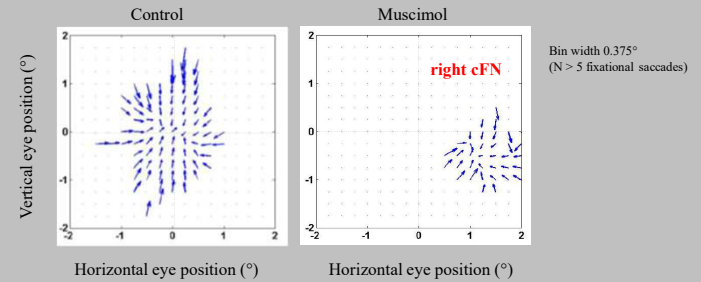 Control
Muscimol
Bin width 0.375°
(N > 5 fixational saccades)
right cFN
Vertical eye position (°)
2
1
0
-1
-2
-2
-1
0
1
2
2
1
0
-1
-2
-2
-1
0
1
2
Horizontal eye position (°)
Horizontal eye position (°)